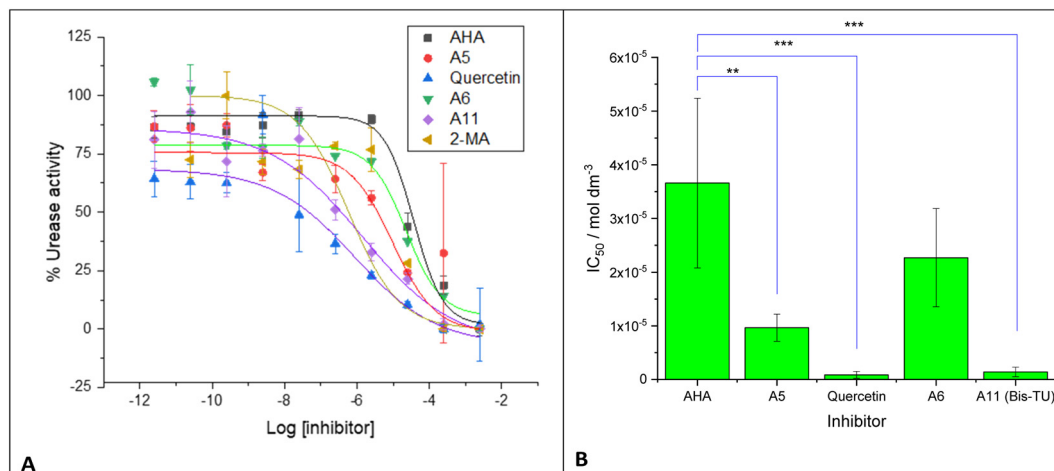 125
100
75
50
25
0
-25
% Urease activity
-12
-10
-8
-6
-4
-2
Log [inhibitor]
AHA
A5
Quercetin
A6
A11
2-MA
A
***
***
**
6x10⁻⁵
5x10⁻⁵
4x10⁻⁵
3x10⁻⁵
2x10⁻⁵
1x10⁻⁵
0
IC₅₀ / mol dm⁻³
AHA
A5
Quercetin
A6
A11 (Bis-TU)
Inhibitor
B